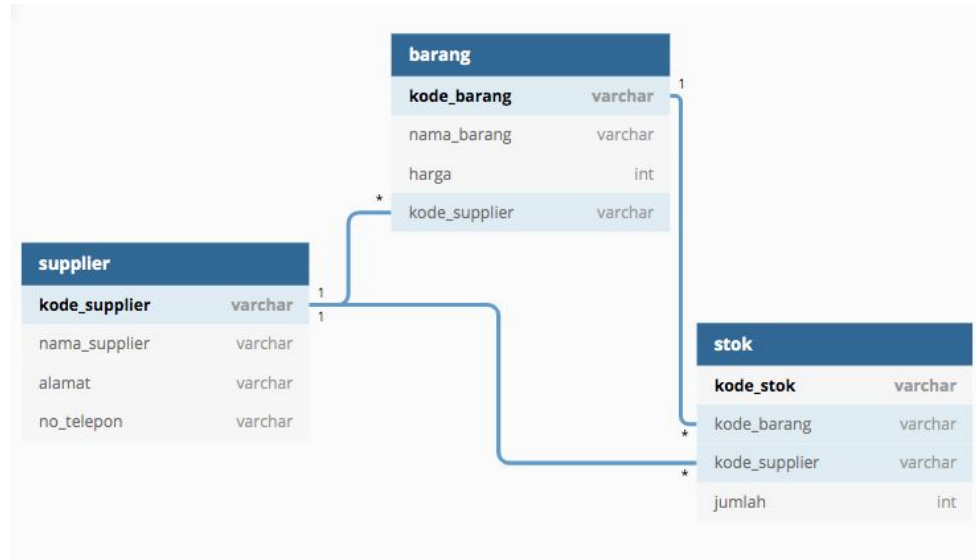 barang
kode_barang varchar
nama_barang varchar
harga int
kode_supplier varchar
1
*
supplier
kode_supplier varchar
nama_supplier varchar
alamat varchar
no_telepon varchar
1
1
stok
kode_stok varchar
kode_barang varchar
kode_supplier varchar
jumlah int
*
*